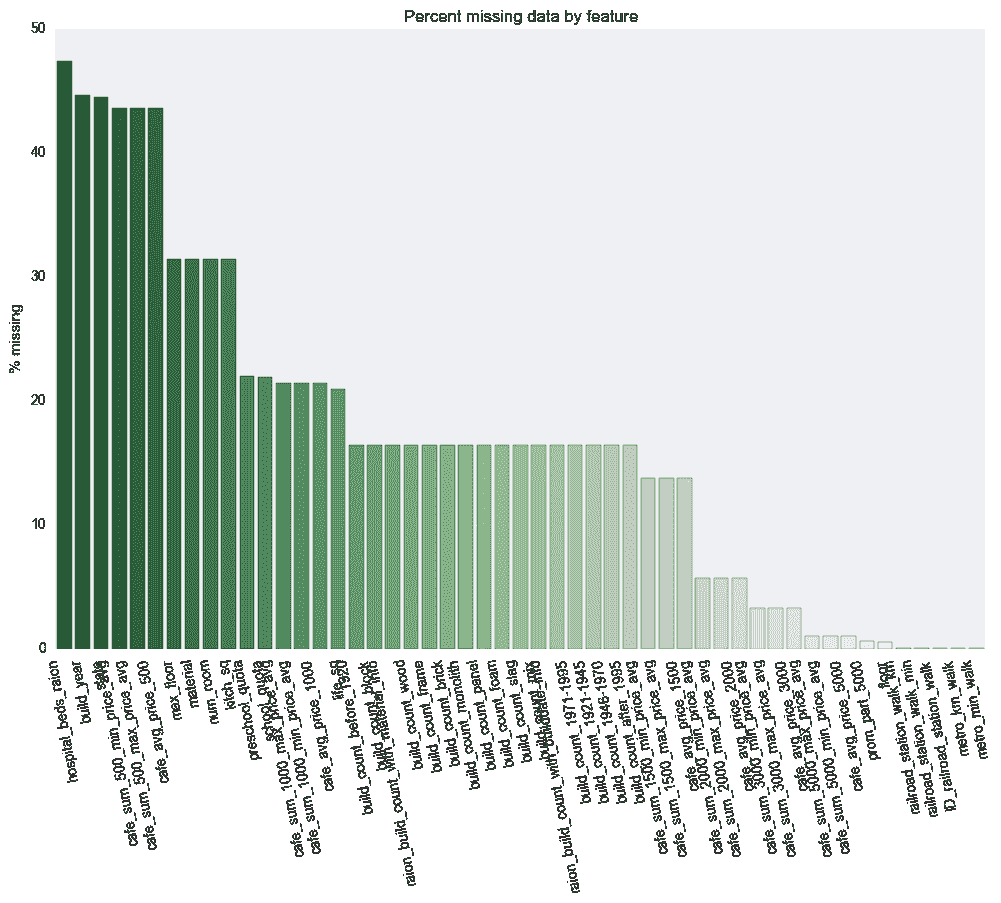 Percent missing data by feature
% missing
50
40
30
20
10
0
hospital_beds_raion
build_year
state
cafe_sum_500_min_price_avg
cafe_sum_500_max_price_avg
cafe_avg_price_500
max_floor
material
num_room
kitch_sq
preschool_quota
school_quota
cafe_sum_1000_max_price_avg
cafe_sum_1000_min_price_avg
cafe_avg_price_1000
life_sq
build_count_before_1920
build_count_block
raion_build_count_with_material_info
build_count_wood
build_count_frame
build_count_brick
build_count_monolith
build_count_panel
build_count_foam
build_count_slag
build_count_mix
raion_build_count_with_builddate_info
build_count_1971-1995
build_count_1921-1945
build_count_1946-1970
build_count_after_1995
cafe_sum_1500_min_price_avg
cafe_sum_1500_max_price_avg
cafe_avg_price_1500
cafe_sum_2000_min_price_avg
cafe_sum_2000_max_price_avg
cafe_avg_price_2000
cafe_sum_3000_min_price_avg
cafe_sum_3000_max_price_avg
cafe_avg_price_3000
cafe_sum_5000_max_price_avg
cafe_sum_5000_min_price_avg
cafe_avg_price_5000
prom_part_5000
floor
railroad_station_walk_km
railroad_station_walk_min
ID_railroad_station_walk
metro_km_walk
metro_min_walk